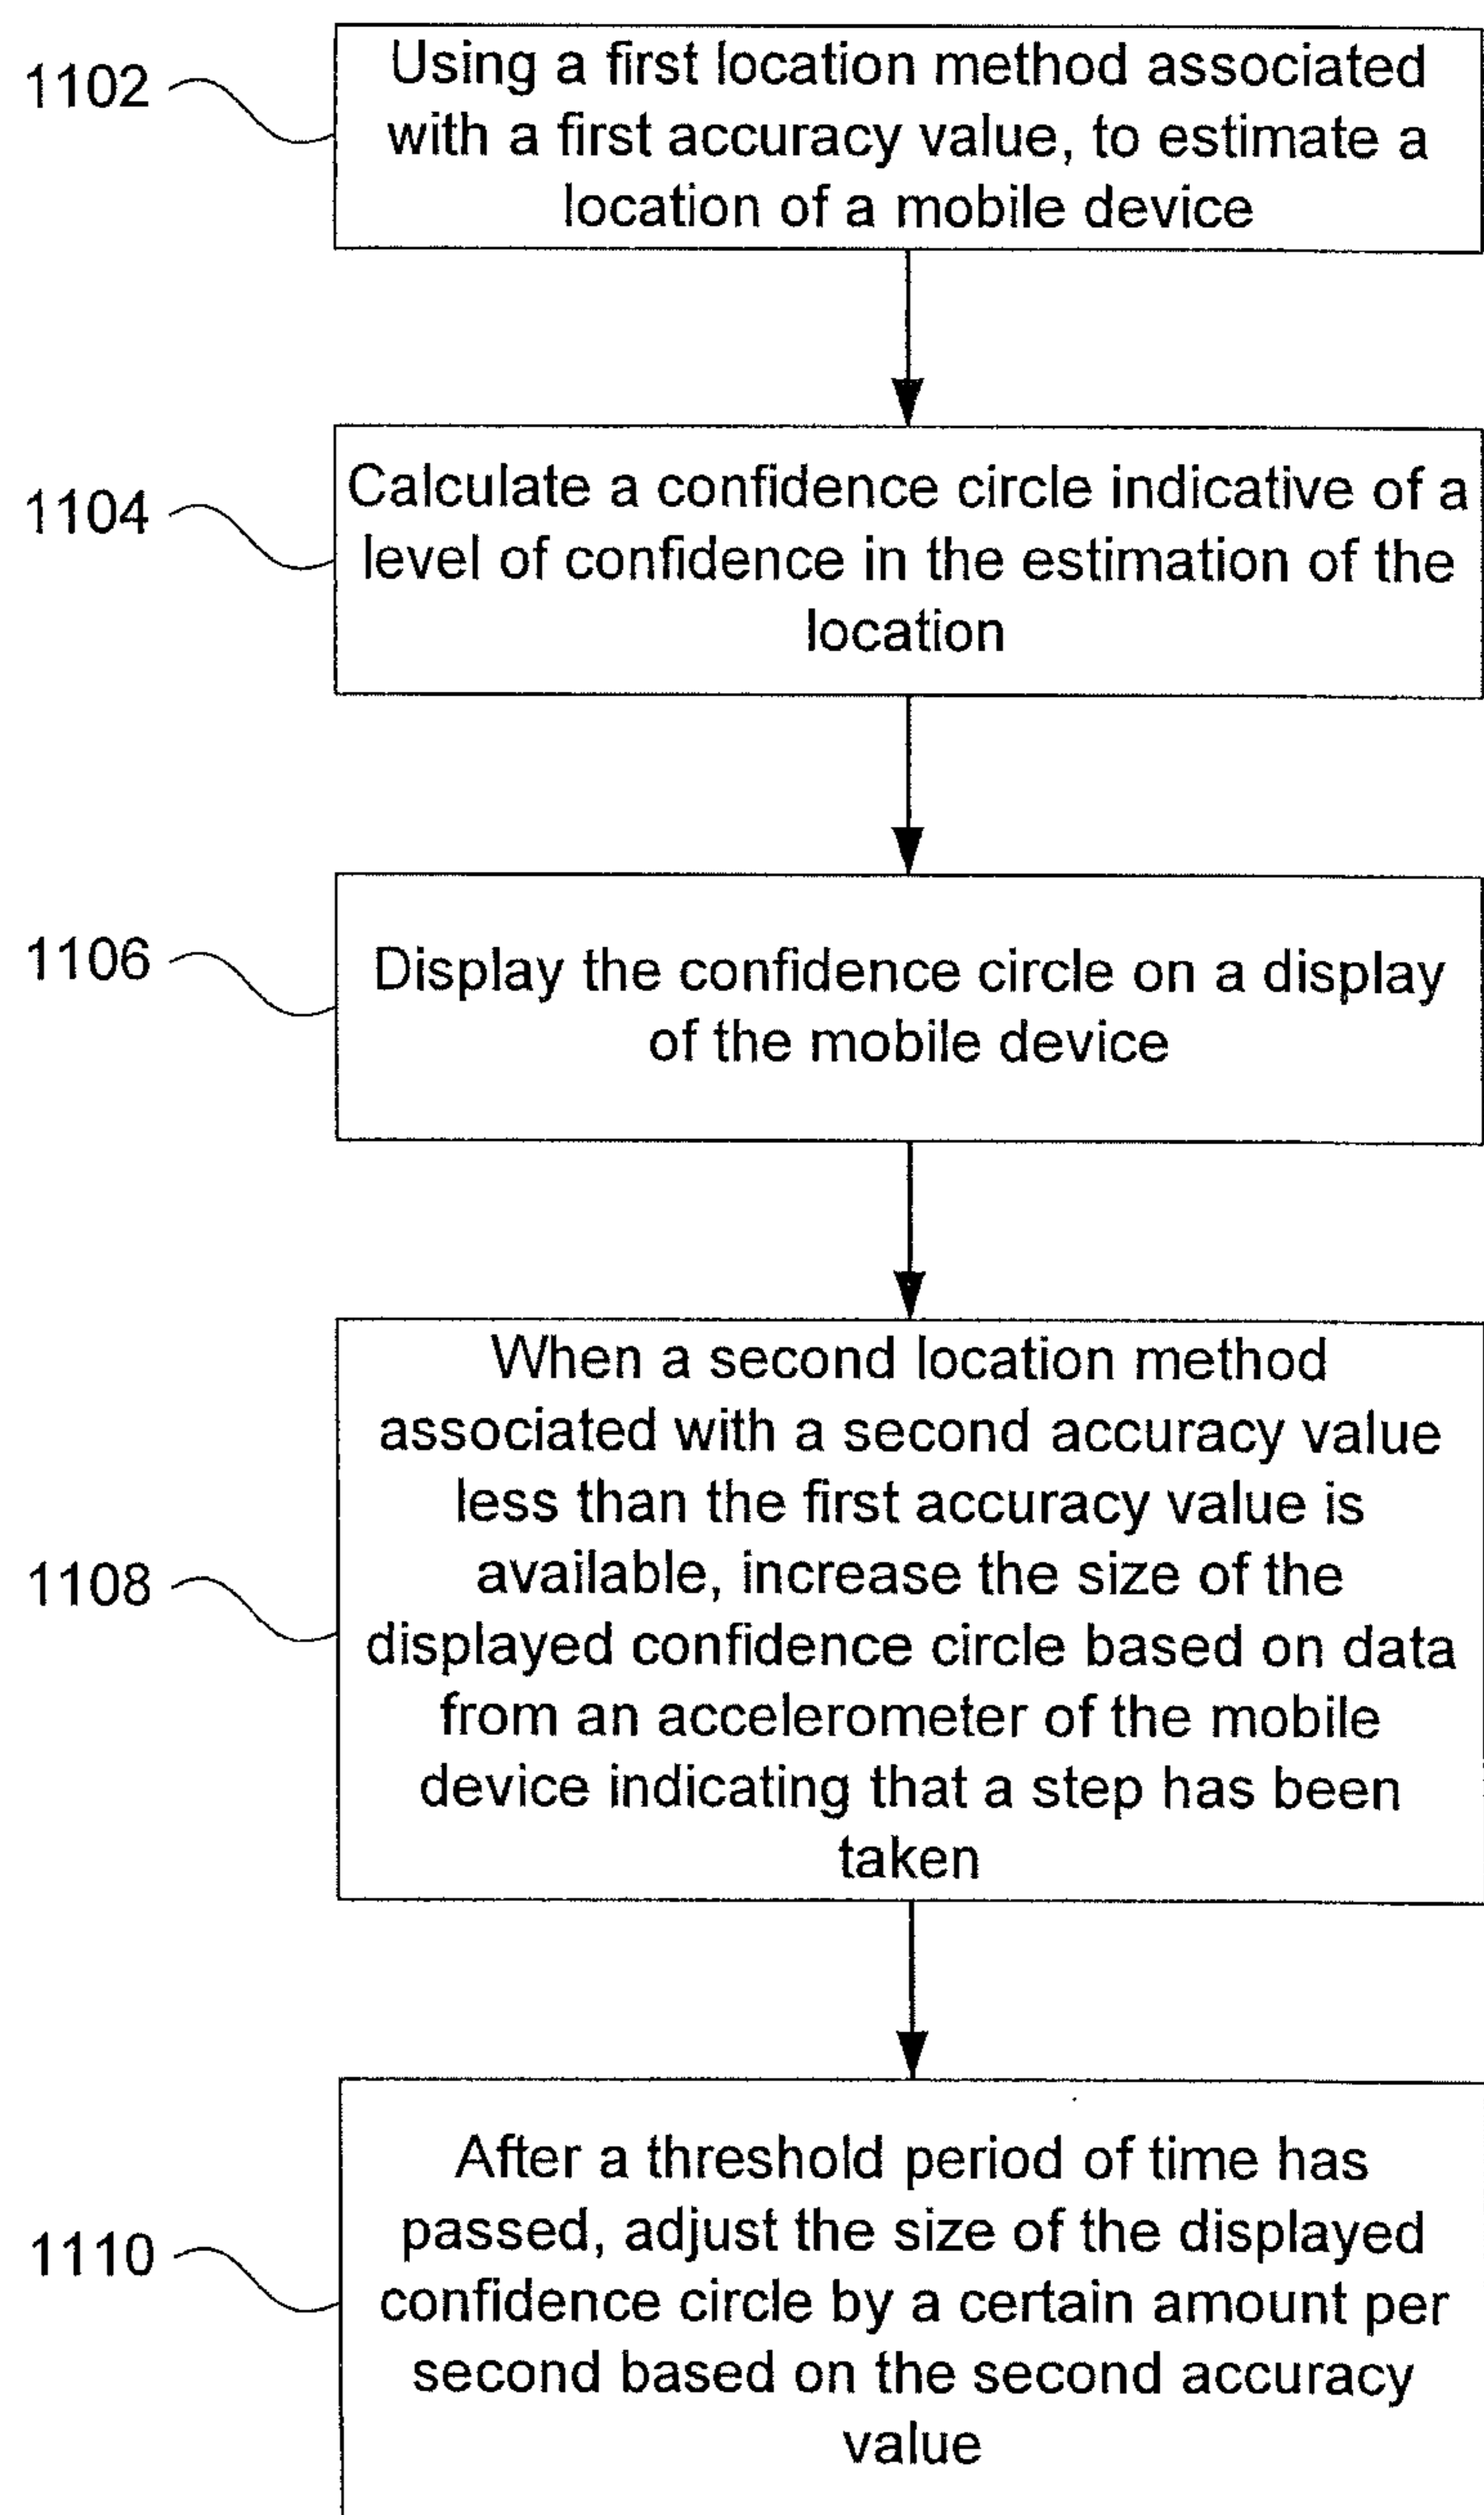 1102
Using a first location method associated
with a first accuracy value, to estimate a
location of a mobile device
1104
Calculate a confidence circle indicative of a
level of confidence in the estimation of the
location
1106
Display the confidence circle on a display
of the mobile device
1108
When a second location method
associated with a second accuracy value
less than the first accuracy value is
available, increase the size of the
displayed confidence circle based on data
from an accelerometer of the mobile
device indicating that a step has been
taken
1110
After a threshold period of time has
passed, adjust the size of the displayed
confidence circle by a certain amount per
second based on the second accuracy
value